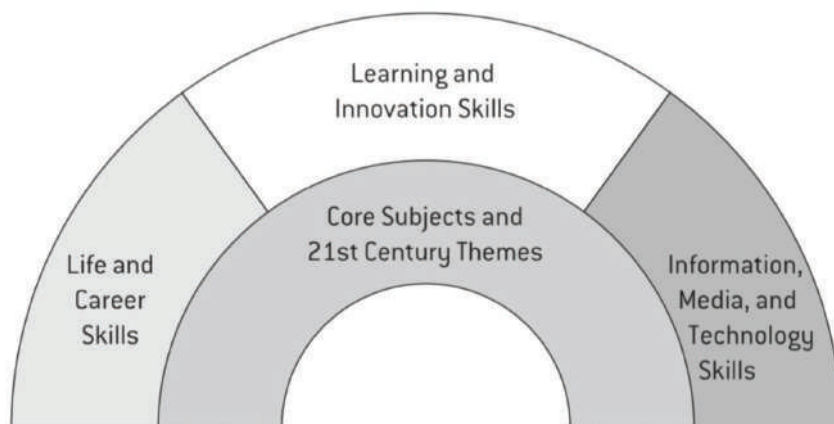 Learning and
Innovation Skills
Core Subjects and
21st Century Themes
Life and
Career
Skills
Information,
Media, and
Technology
Skills